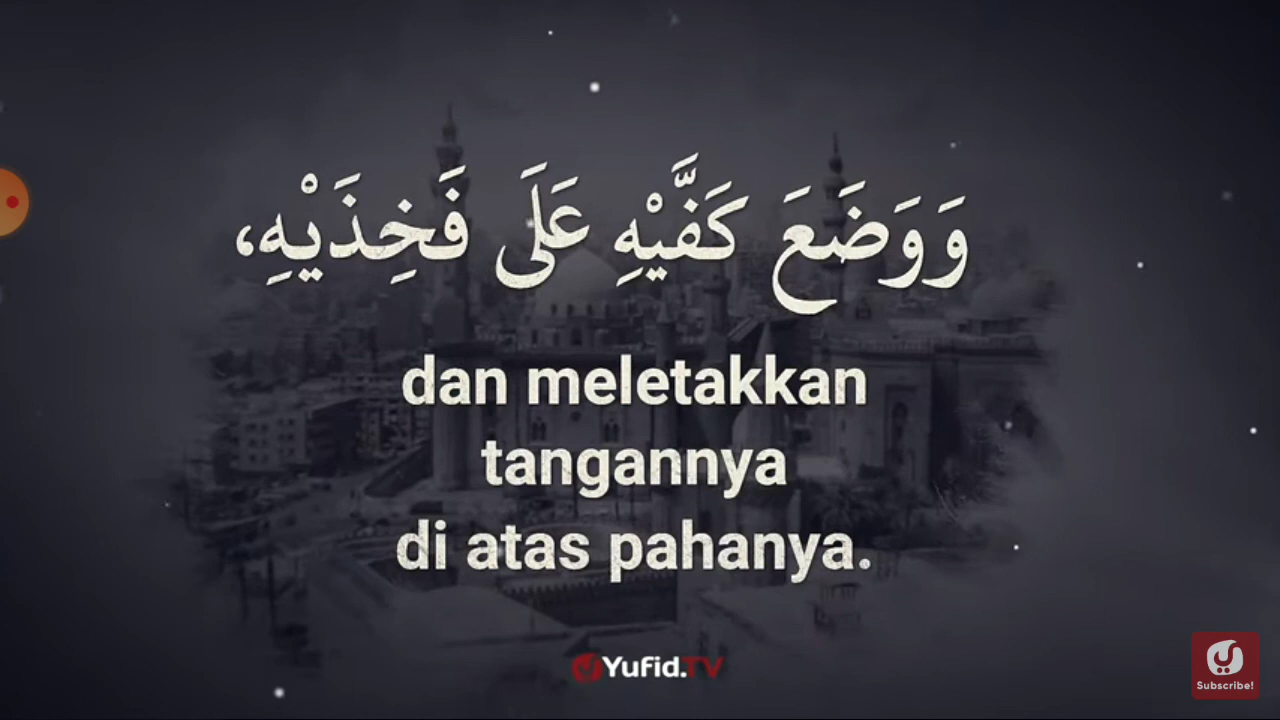 وَوَضَعَ كَفَّيْهِ عَلَى فَخِذَيْهِ،
dan meletakkan
tangannya
di atas pahanya.
Yufid.TV
Subscribe!